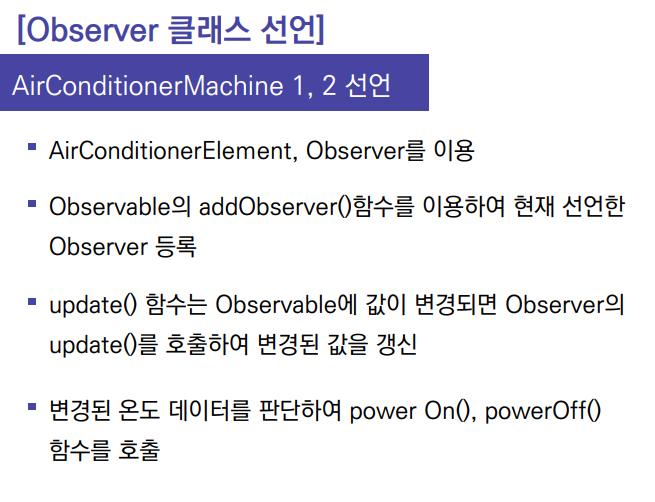 [Observer 클래스 선언]
AirConditionerMachine 1, 2 선언
AirConditionerElement, Observer를 이용
Observable의 addObserver()함수를 이용하여 현재 선언한
Observer 등록
update() 함수는 Observable에 값이 변경되면 Observer의
update()를 호출하여 변경된 값을 갱신
변경된 온도 데이터를 판단하여 power On(), powerOff()
함수를 호출